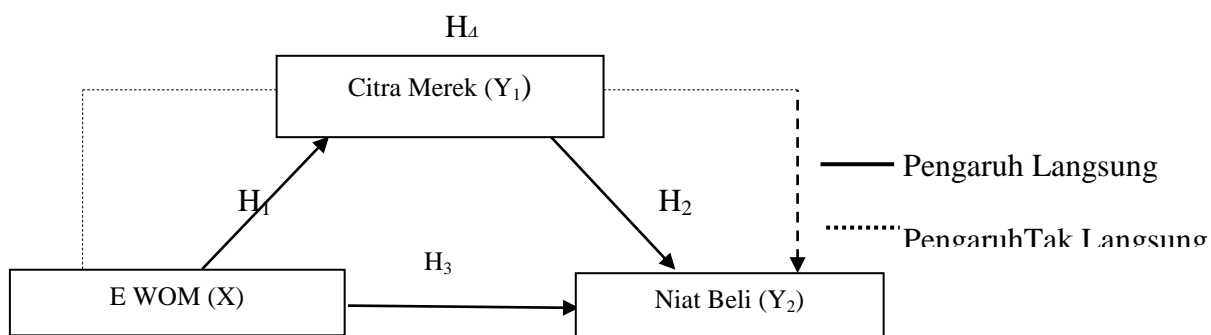 H₄
Citra Merek (Y₁)
Pengaruh Langsung
H₁
H₂
PengaruhTak Langsung
H₃
E WOM (X)
Niat Beli (Y₂)